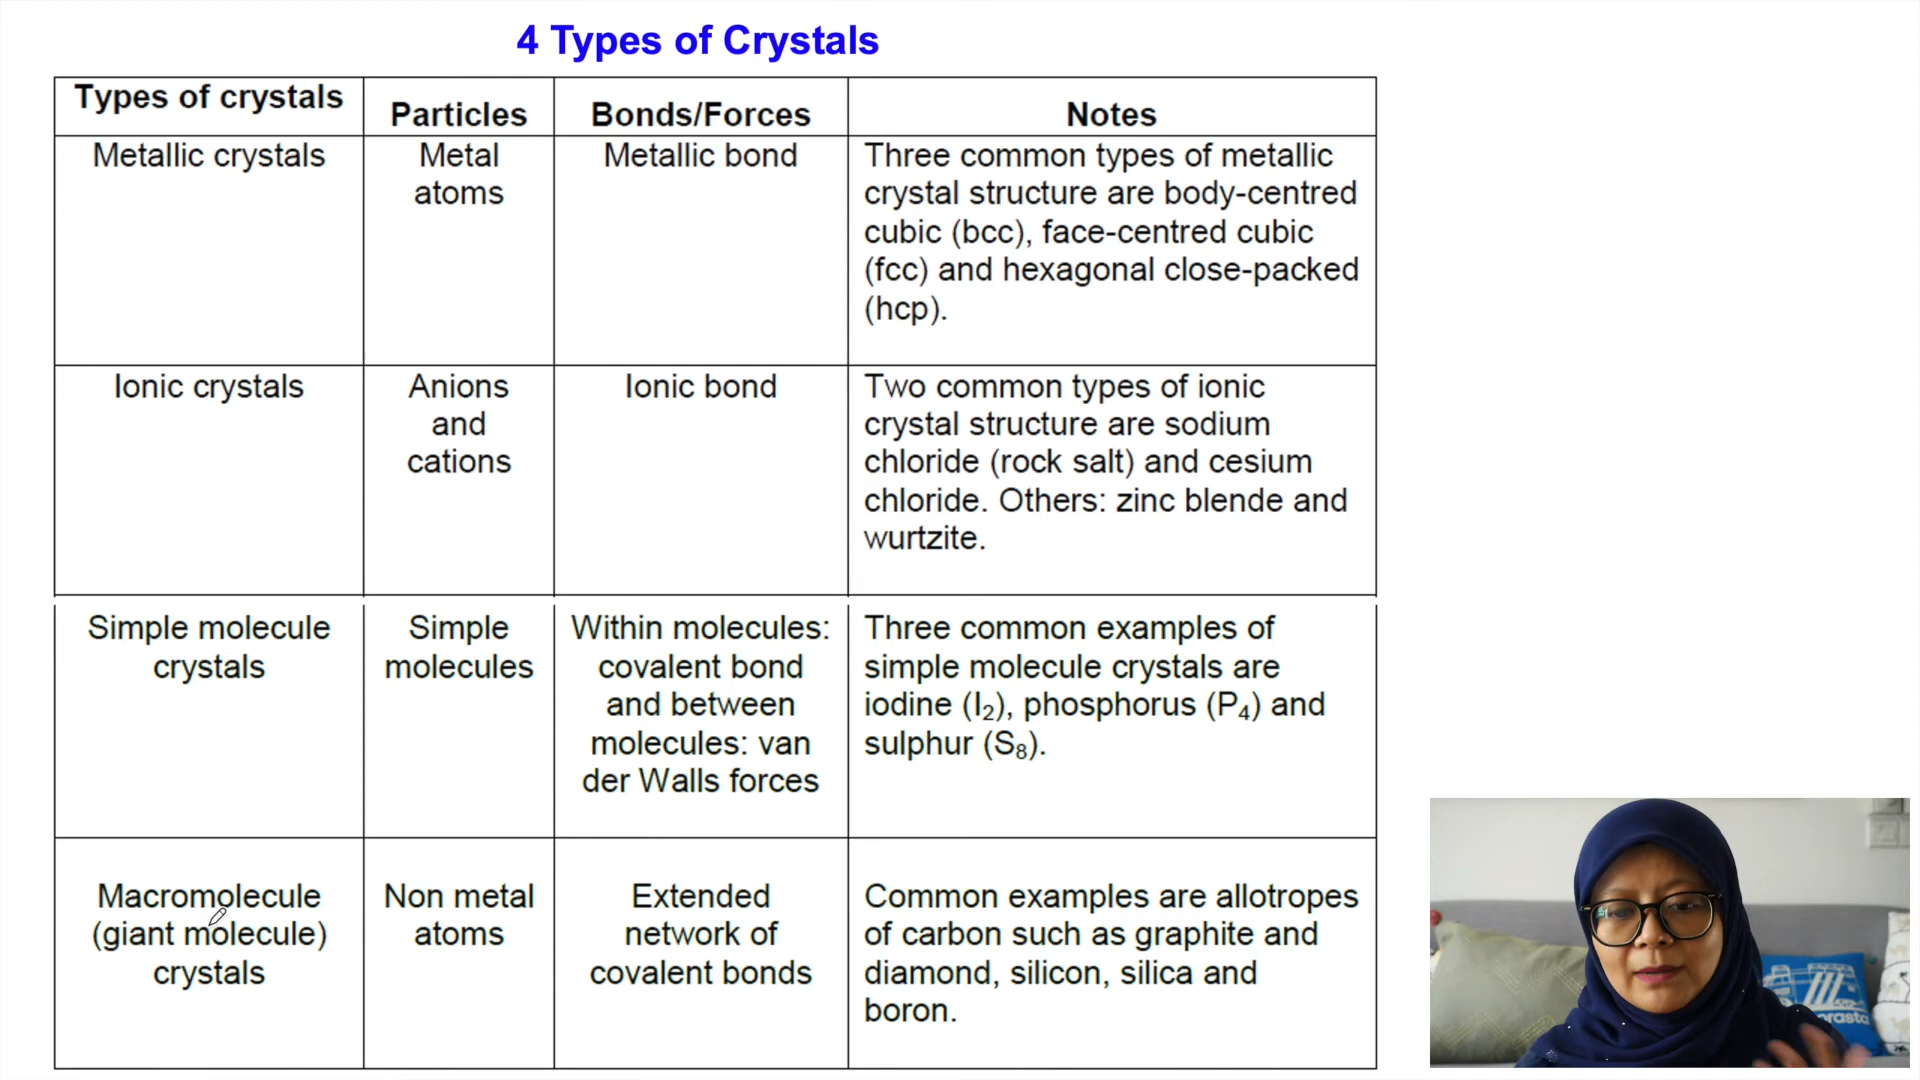 4 Types of Crystals
Types of crystals
Particles
Bonds/Forces
Notes
Metallic crystals
Metal
atoms
Metallic bond
Three common types of metallic
crystal structure are body-centred
cubic (bcc), face-centred cubic
(fcc) and hexagonal close-packed
(hcp).
Ionic crystals
Anions
and
cations
Ionic bond
Two common types of ionic
crystal structure are sodium
chloride (rock salt) and cesium
chloride. Others: zinc blende and
wurtzite.
Simple molecule
crystals
Simple
molecules
Within molecules:
covalent bond
and between
molecules: van
der Walls forces
Three common examples of
simple molecule crystals are
iodine (I₂), phosphorus (P₄) and
sulphur (S₈).
Macromolecule
(giant molecule)
crystals
Non metal
atoms
Extended
network of
covalent bonds
Common examples are allotropes
of carbon such as graphite and
diamond, silicon, silica and
boron.